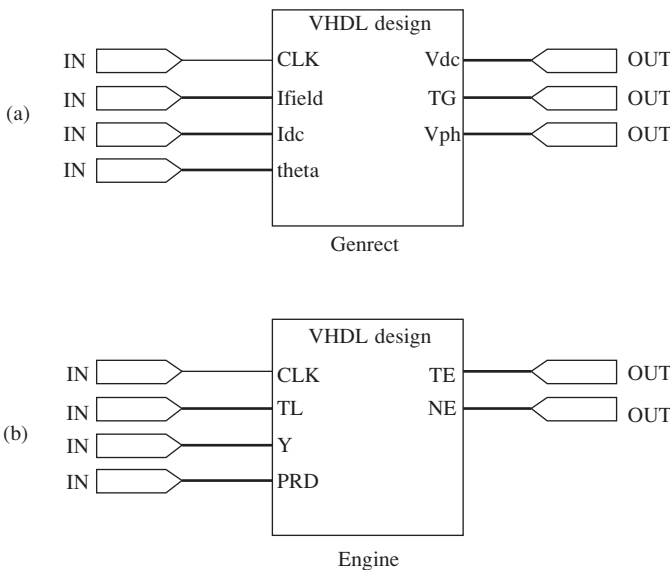 VHDL design
IN CLK Vdc OUT
IN Ifield TG OUT
(a)
IN Idc Vph OUT
IN theta
Genrect
VHDL design
IN CLK TE OUT
IN TL NE OUT
(b)
IN Y
IN PRD
Engine